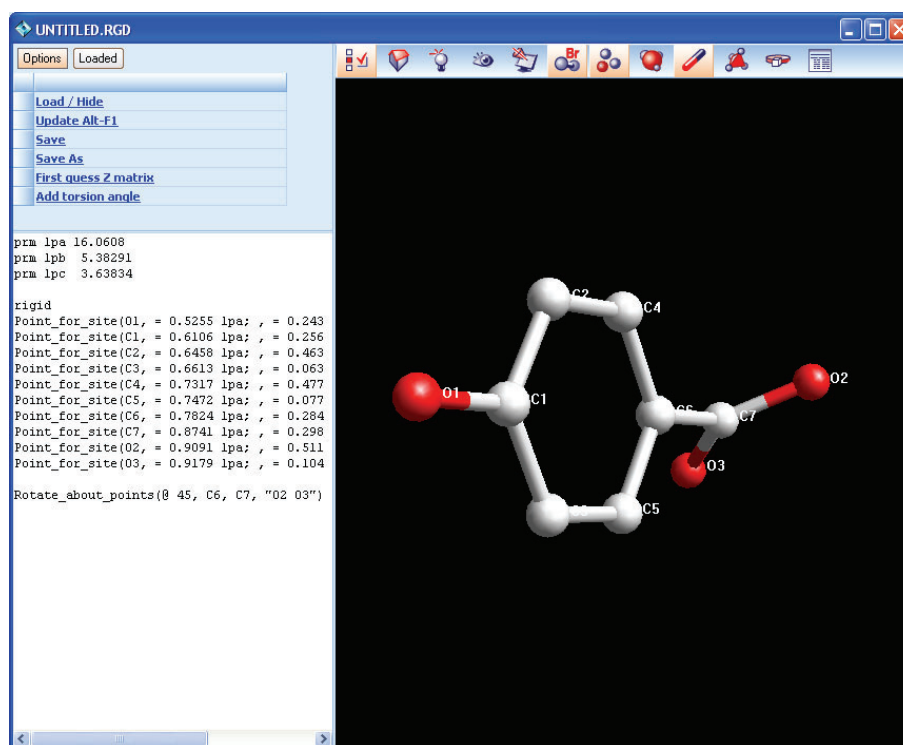 UNTITLED.RGD
Options Loaded
Load / Hide
Update Alt-F1
Save
Save As
First quess Z matrix
Add torsion angle
prm lpa 16.0608
prm lpb 5.38291
prm lpc 3.63834
rigid
Point_for_site(O1, = 0.5255 lpa; , = 0.243
Point_for_site(C1, = 0.6106 lpa; , = 0.256
Point_for_site(C2, = 0.6458 lpa; , = 0.463
Point_for_site(C3, = 0.6613 lpa; , = 0.063
Point_for_site(C4, = 0.7317 lpa; , = 0.477
Point_for_site(C5, = 0.7472 lpa; , = 0.077
Point_for_site(C6, = 0.7824 lpa; , = 0.284
Point_for_site(C7, = 0.8741 lpa; , = 0.298
Point_for_site(O2, = 0.9091 lpa; , = 0.511
Point_for_site(O3, = 0.9179 lpa; , = 0.104
Rotate_about_points(@ 45, C6, C7, "O2 O3")
Br
C2
C4
O2
O1
C1
C6
C7
O3
C5